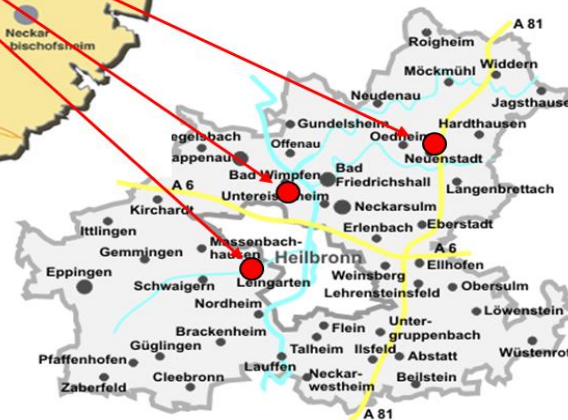 Neckar
bischofsheim
A 81
Roigheim
Widdern
Möckmühl
Neudenau
Jagsthause
Gundelsheim
Hardthausen
egelsbach
Offenau
Oedheim
appenau
Neuenstadt
Bad Wimpfen
Bad
Friedrichshall
Langenbrettach
A 6
Untereisesheim
Kirchardt
Neckarsulm
Ittlingen
Erlenbach
Eberstadt
Massenbach-
hausen
Gemmingen
Heilbronn
A 6
Ellhofen
Eppingen
Weinsberg
Schwaigern
Leingarten
Lehrensteinsfeld
Obersulm
Nordheim
Löwenstein
Brackenheim
Flein
Unter-
gruppenbach
Güglingen
Talheim
Ilsfeld
Abstatt
Wüstenrot
Pfaffenhofen
Lauffen
Zaberfeld
Cleebronn
Neckar-
westheim
Beilstein
A 81